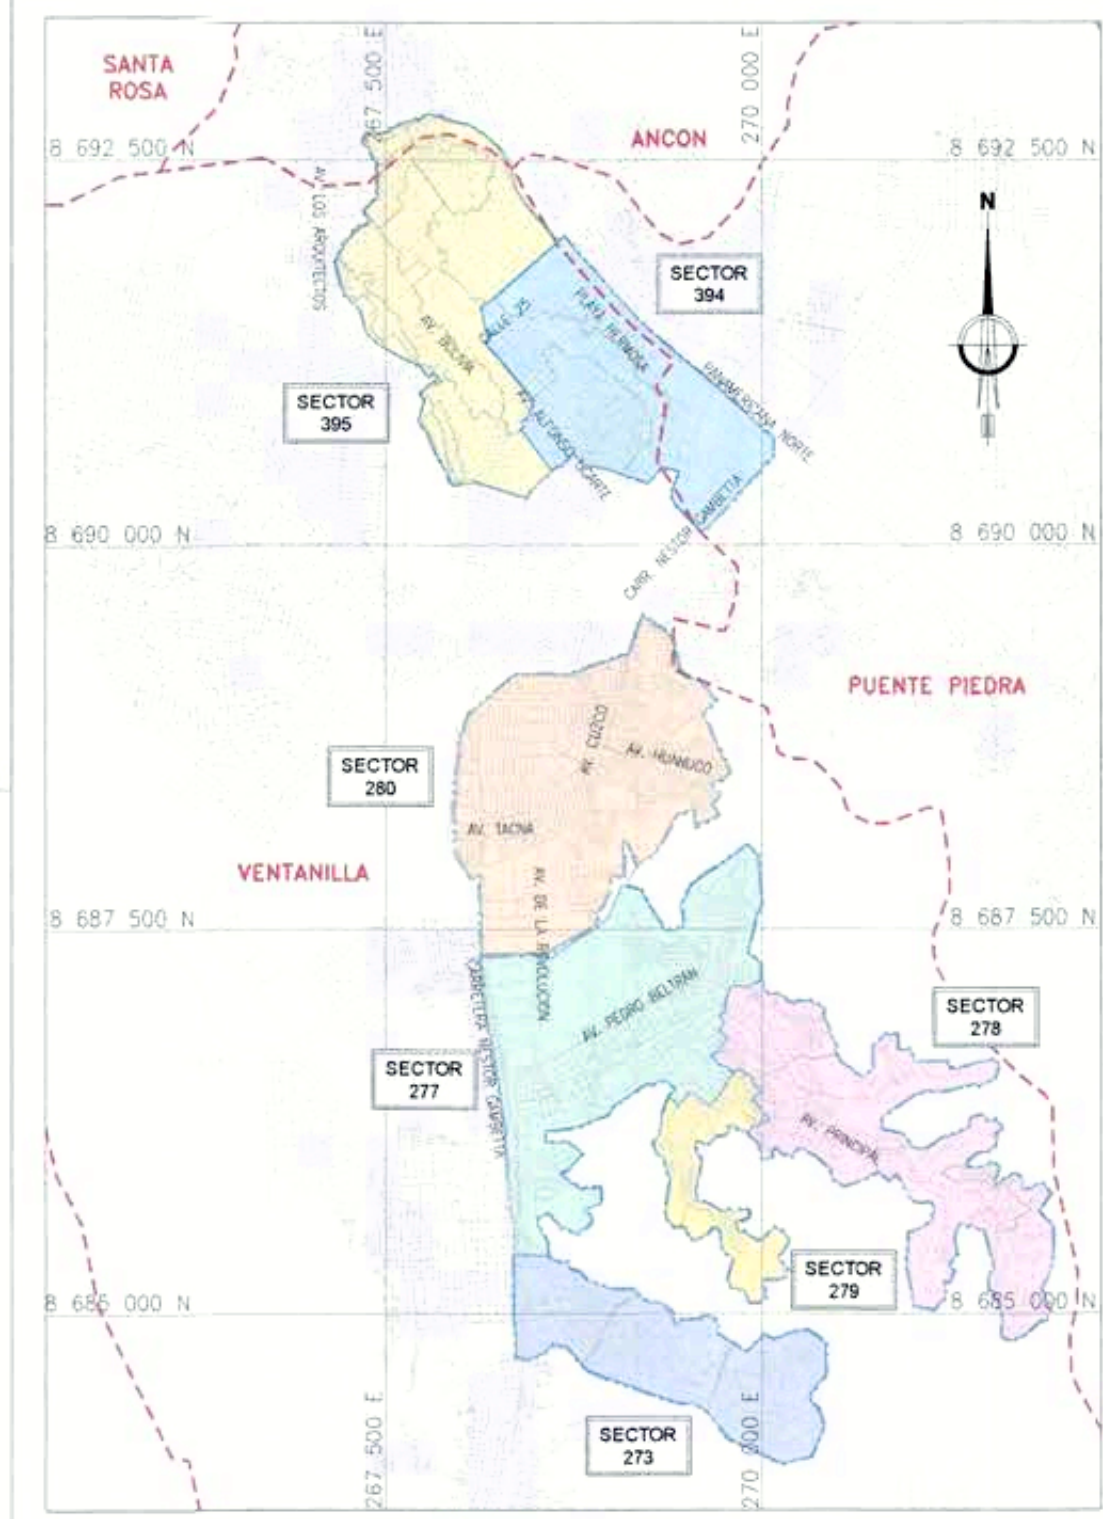 SANTA
ROSA
267 500 E
270 000 E
ANCON
8 692 500 N
8 692 500 N
N
AV. LOS ARQUITECTOS
SECTOR
394
CALLE 25
PLAYA HERMOSA
AV. BOLIVIA
PANAMERICANA NORTE
SECTOR
395
AV. ALFONSO UGARTE
CARR. NESTOR GAMBETTA
8 690 000 N
8 690 000 N
PUENTE PIEDRA
AV. CUZCO
AV. HUANUCO
SECTOR
280
AV. TACNA
VENTANILLA
AV. DE LA REVOLUCION
8 687 500 N
8 687 500 N
CARRETERA NESTOR GAMBETTA
AV. PEDRO BELTRAN
SECTOR
278
SECTOR
277
AV. PRINCIPAL
SECTOR
279
8 685 000 N
8 685 000 N
SECTOR
273
267 500 E
270 000 E